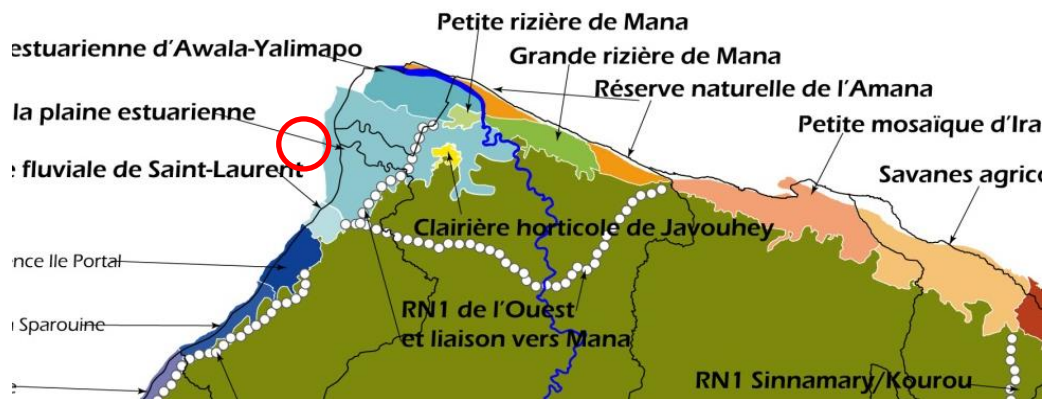 Petite rizière de Mana
estuarienne d'Awala-Yalimapo
Grande rizière de Mana
Réserve naturelle de l'Amana
la plaine estuarienne
Petite mosaïque d'Ira
fluviale de Saint-Laurent
Savanes agrico
Clairière horticole de Javouhey
nce Ile Portal
RN1 de l'Ouest
et liaison vers Mana
Sparouine
RN1 Sinnamary/Kourou